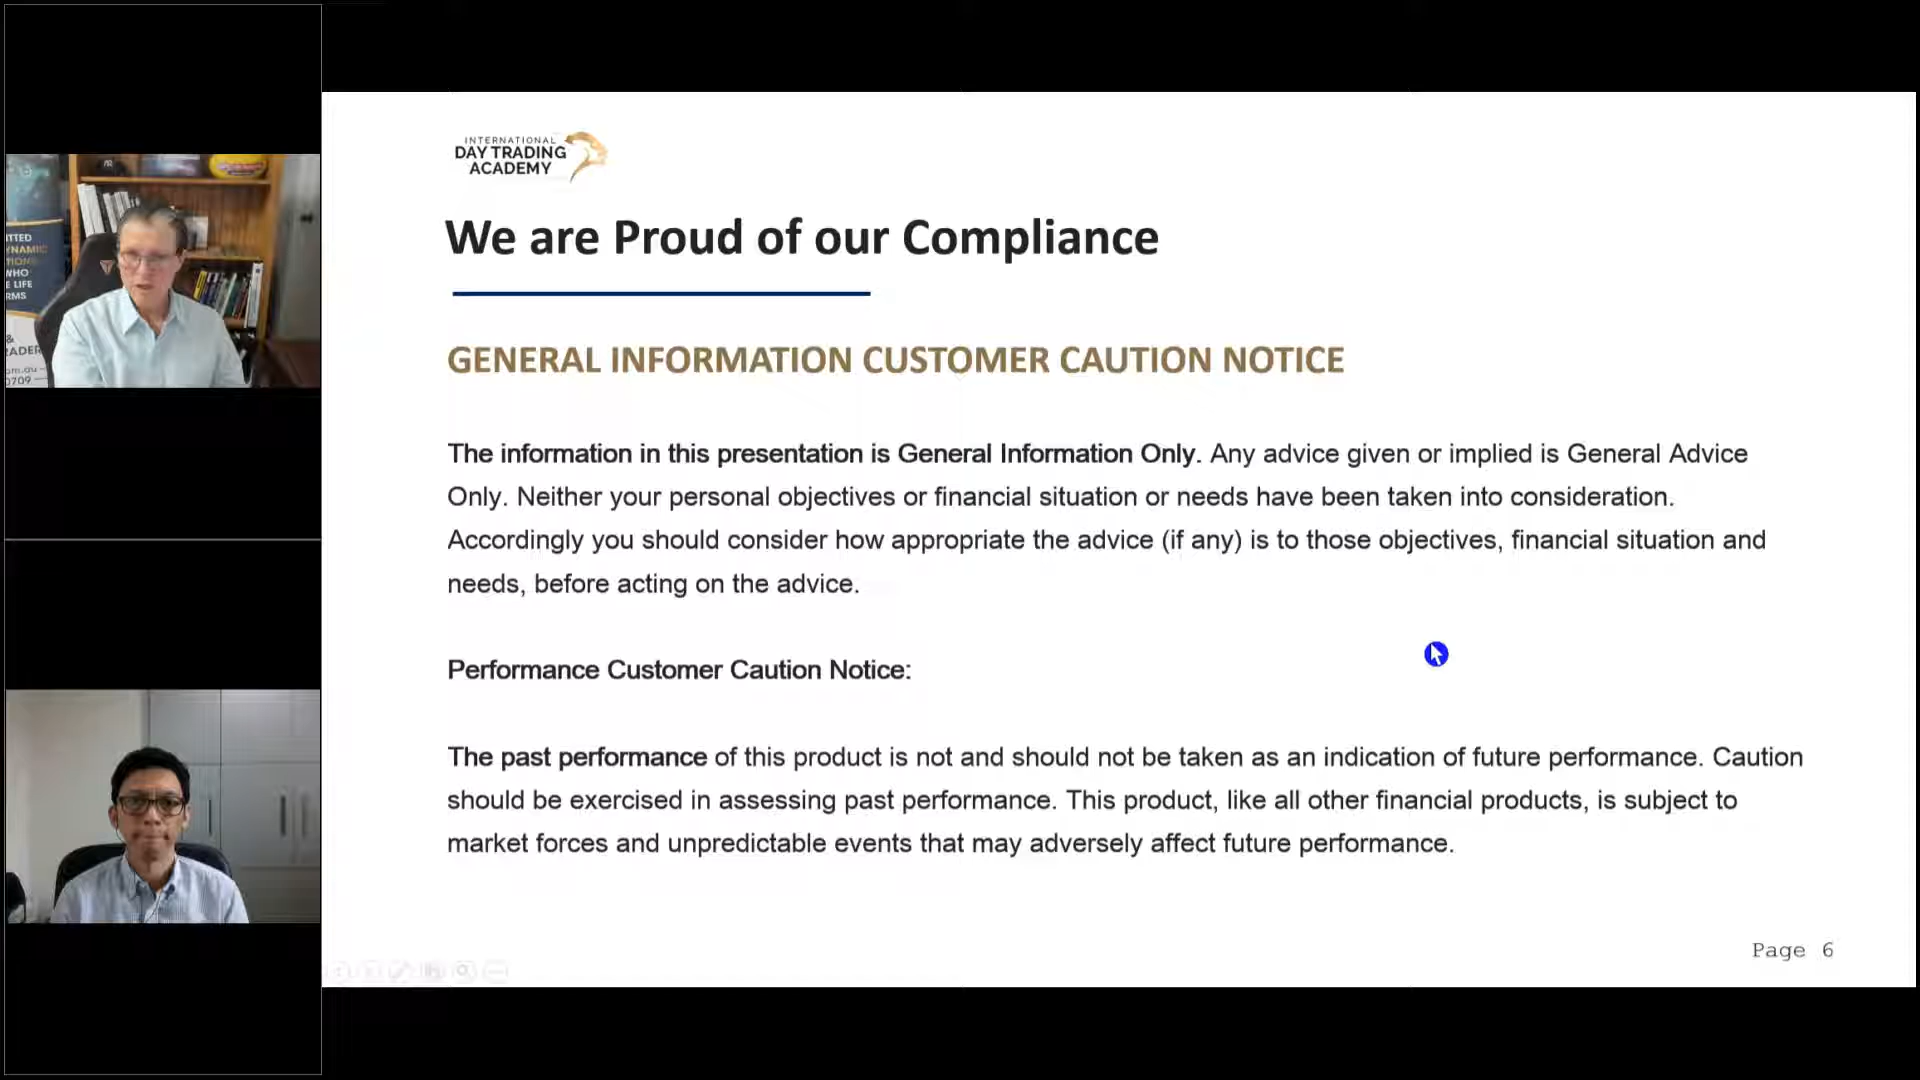 INTERNATIONAL
DAY TRADING
ACADEMY
We are Proud of our Compliance
GENERAL INFORMATION CUSTOMER CAUTION NOTICE
The information in this presentation is General Information Only. Any advice given or implied is General Advice
Only. Neither your personal objectives or financial situation or needs have been taken into consideration.
Accordingly you should consider how appropriate the advice (if any) is to those objectives, financial situation and
needs, before acting on the advice.
Performance Customer Caution Notice:
The past performance of this product is not and should not be taken as an indication of future performance. Caution
should be exercised in assessing past performance. This product, like all other financial products, is subject to
market forces and unpredictable events that may adversely affect future performance.
Page 6
WHO
E LIFE
RMS
&
0709